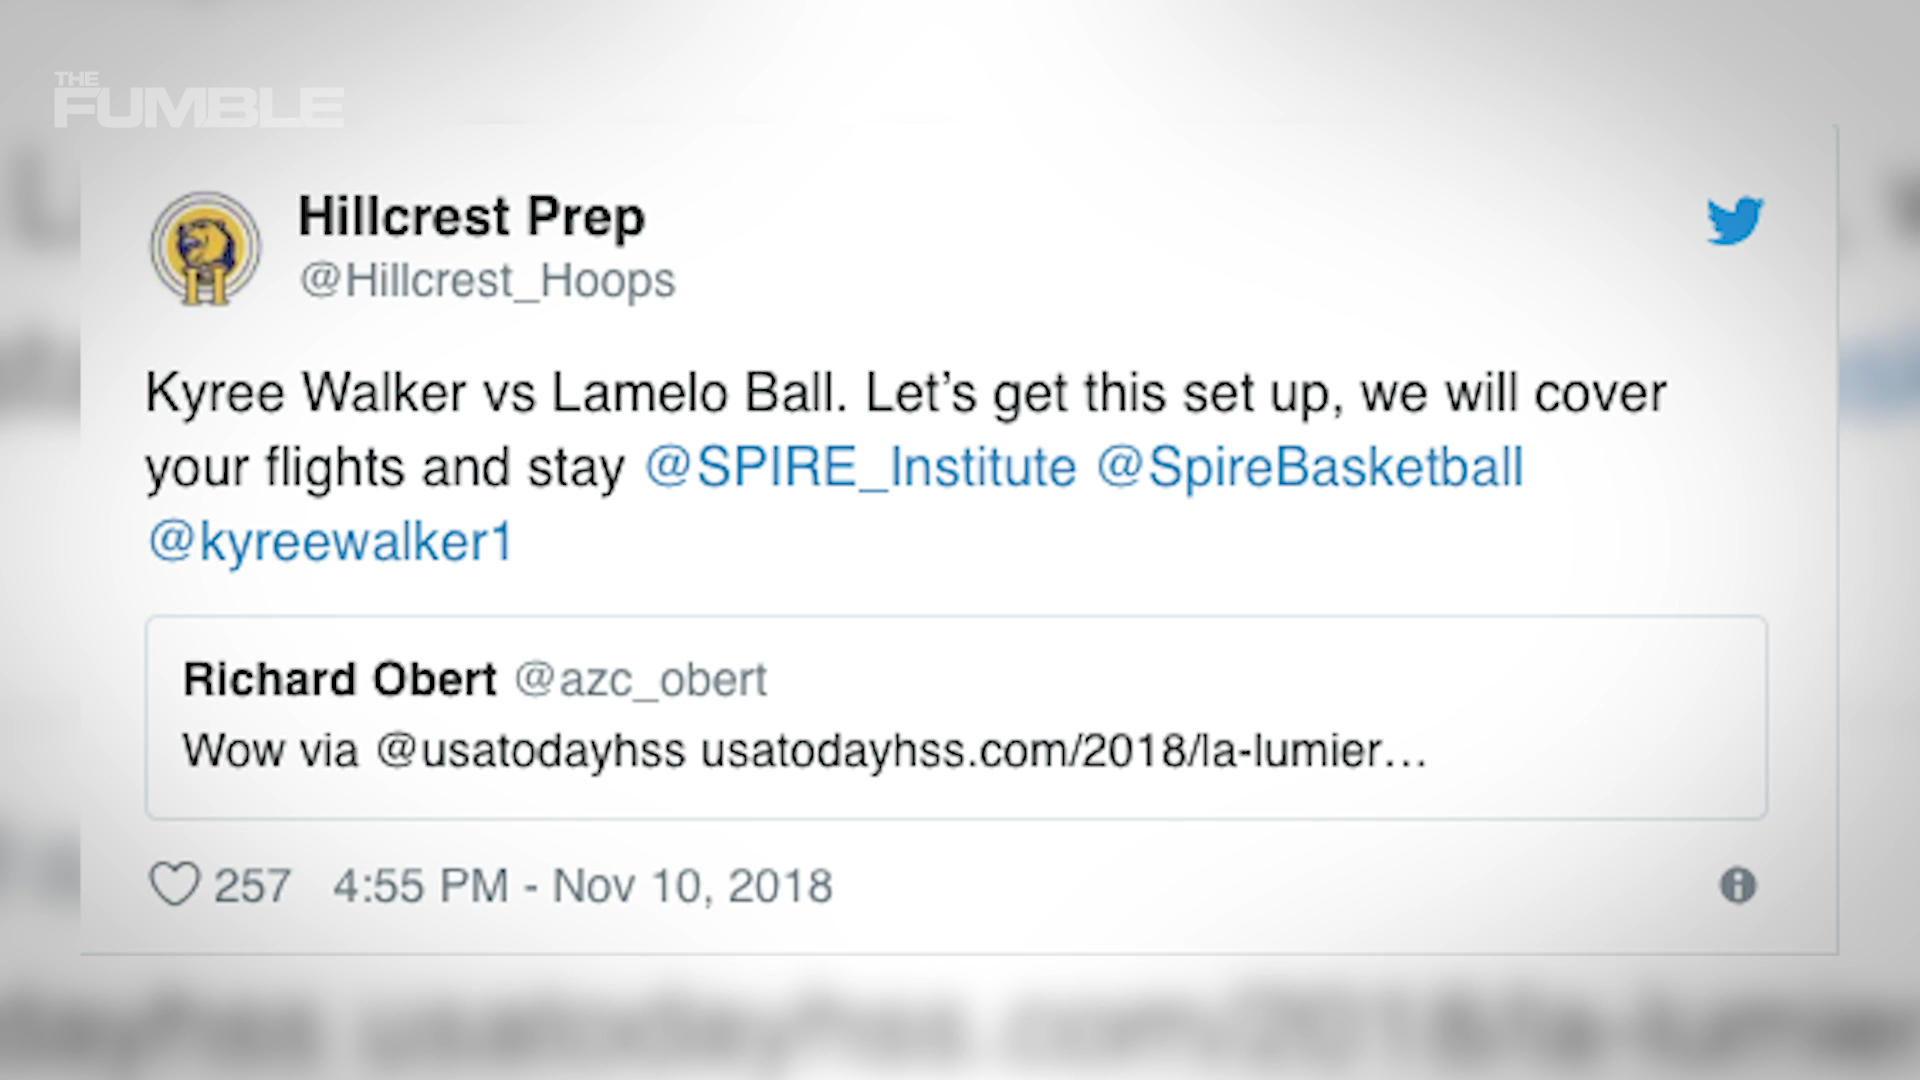 THE
FUMBLE
Hillcrest Prep
@Hillcrest_Hoops
Kyree Walker vs Lamelo Ball. Let’s get this set up, we will cover
your flights and stay @SPIRE_Institute @SpireBasketball
@kyreewalker1
Richard Obert @azc_obert
Wow via @usatodayhss usatodayhss.com/2018/la-lumier…
257 4:55 PM - Nov 10, 2018